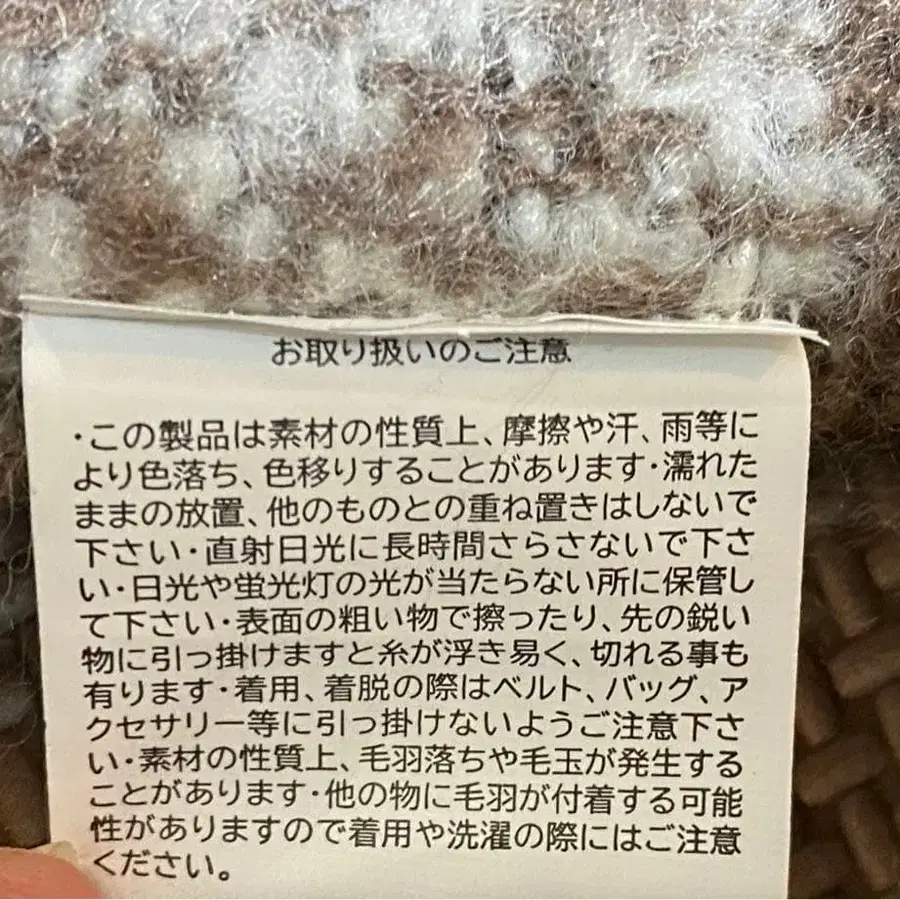 お取り扱いのご注意
・この製品は素材の性質上、摩擦や汗、雨等に
より色落ち、色移りすることがあります・濡れた
ままの放置、他のものとの重ね置きはしないで
下さい・直射日光に長時間さらさないで下さ
い・日光や蛍光灯の光が当たらない所に保管し
て下さい・表面の粗い物で擦ったり、先の鋭い
物に引っ掛けますと糸が浮き易く、切れる事も
有ります・着用、着脱の際はベルト、バッグ、ア
クセサリー等に引っ掛けないようご注意下さ
い・素材の性質上、毛羽落ちや毛玉が発生する
ことがあります・他の物に毛羽が付着する可能
性がありますので着用や洗濯の際にはご注意
ください。